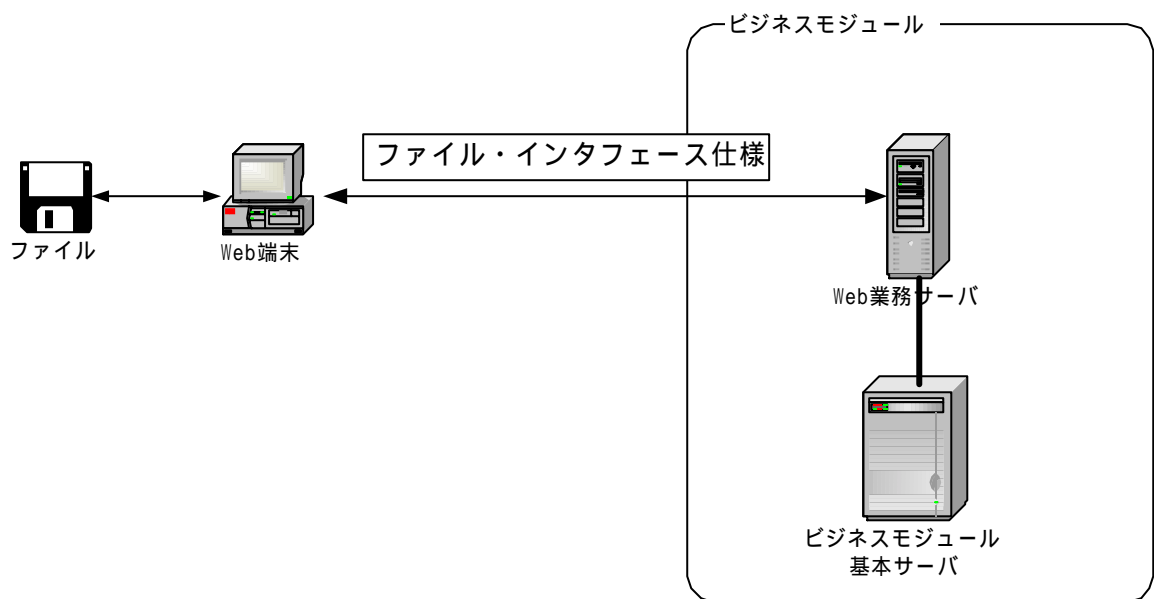 ビジネスモジュール
ファイル・インタフェース仕様
ファイル
Web端末
Web業務サーバ
ビジネスモジュール
基本サーバ